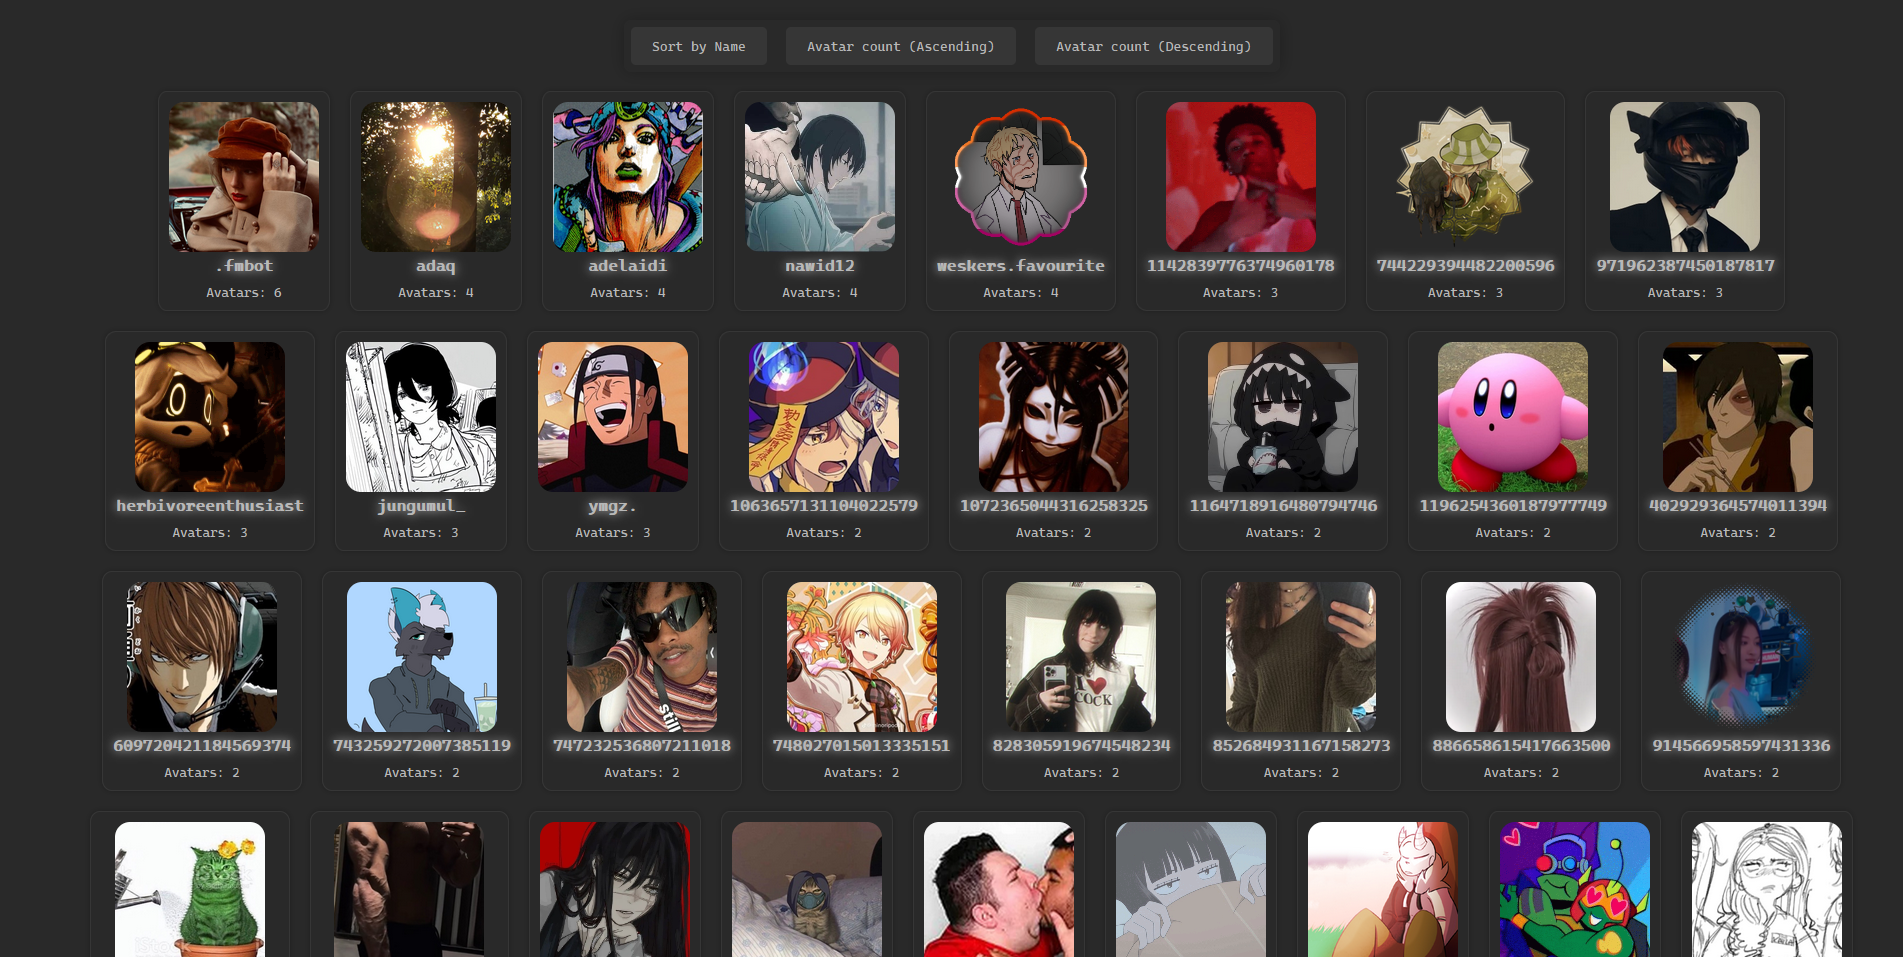 Sort by Name
Avatar count (Ascending)
Avatar count (Descending)
.fmbot
Avatars: 6
adaq
Avatars: 4
adelaidi
Avatars: 4
nawid12
Avatars: 4
weskers.favourite
Avatars: 4
1142839776374960178
Avatars: 3
744229394482200596
Avatars: 3
971962387450187817
Avatars: 3
herbivoreenthusiast
Avatars: 3
jungumul_
Avatars: 3
ymgz.
Avatars: 3
1063657131104022579
Avatars: 2
1072365044316258325
Avatars: 2
1164718916480794746
Avatars: 2
1196254360187977749
Avatars: 2
402929364574011394
Avatars: 2
609720421184569374
Avatars: 2
743259272007385119
Avatars: 2
still
747232536807211018
Avatars: 2
748027015013335151
Avatars: 2
I ♥
COCK
828305919674548234
Avatars: 2
852684931167158273
Avatars: 2
886658615417663500
Avatars: 2
914566958597431336
Avatars: 2